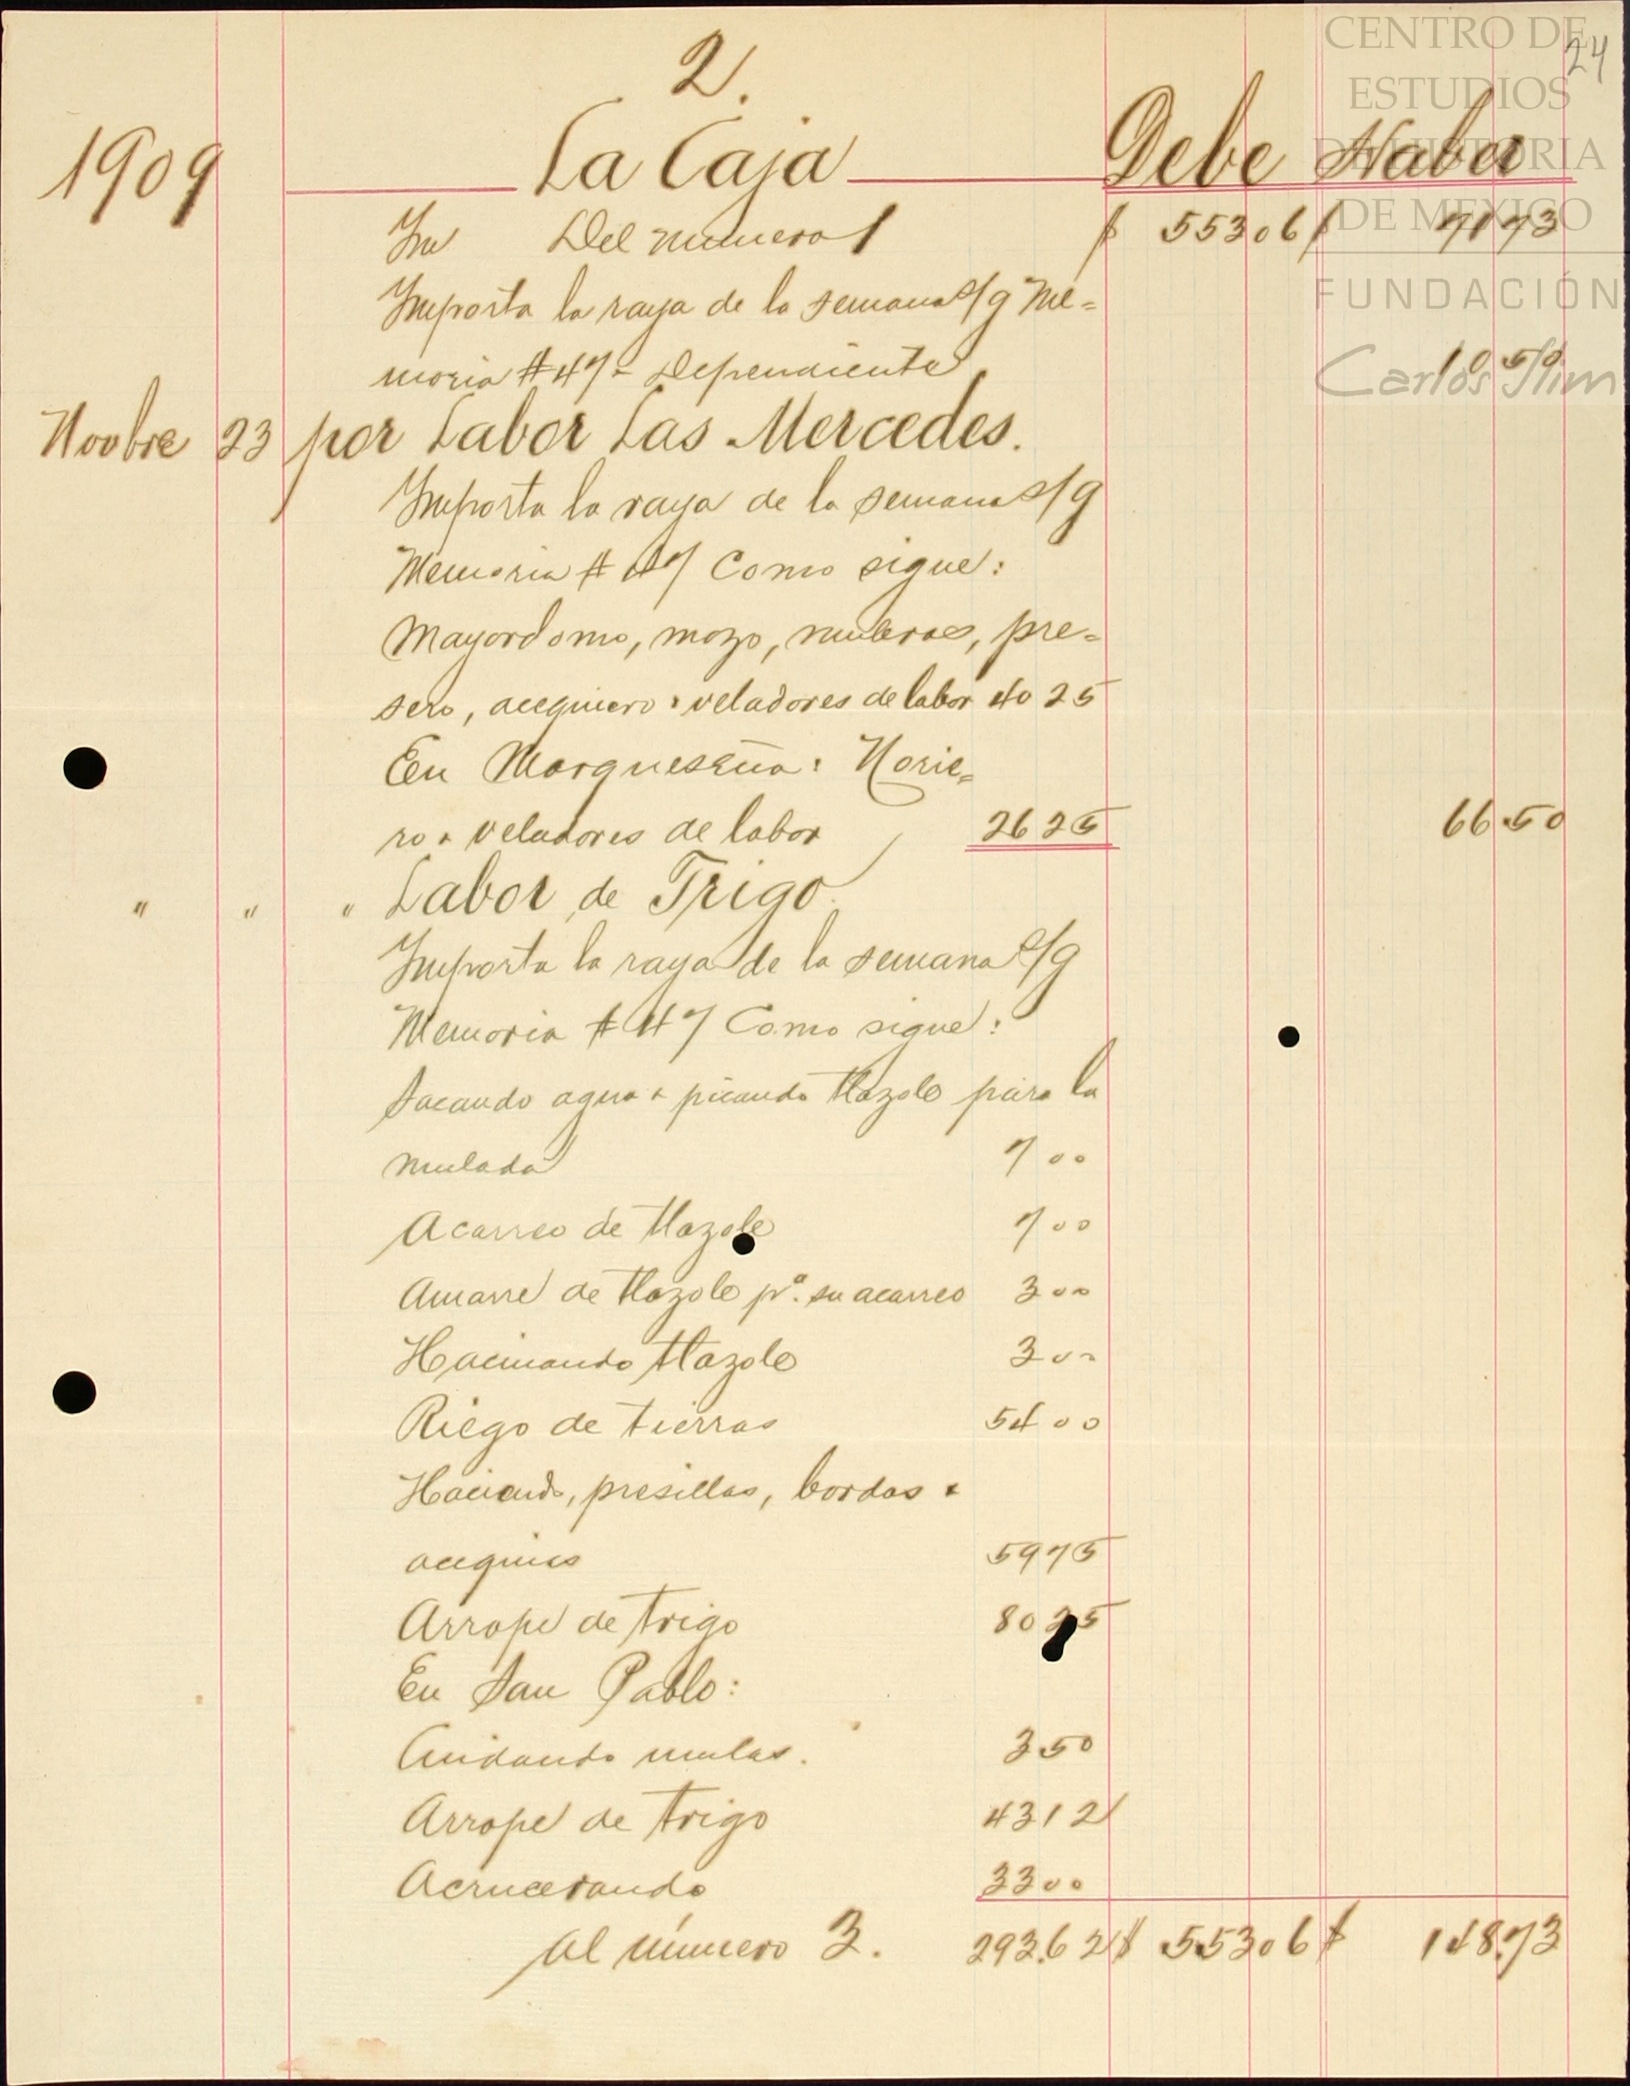 24
2.
1909 La Caja Debe Haber
Del numero 1 $ 553 06 $ 71 73
Importa la raya de la semana s/g Me=
moria # 47 - Dependiente 10 50
Novbre 23 por Labor Las Mercedes.
Importa la raya de la semana s/g
Memoria # 47 Como sigue:
Mayordomo, mozo, muleros, pre=
sero, acequiero & veladores de labor 40 25
En Marqueseña: Norie=
ro & veladores de labor 26 25 66 50
" " " Labor de Trigo.
Importa la raya de la semana s/g
Memoria # 47 Como sigue:
Sacando agua & picando tlazole para la
mulada 7 00
Acarreo de tlazole 7 00
Amarre de tlazole pª. su acarreo 3 00
Hacinando tlazole 3 00
Riego de tierras 54 00
Haciendo, presillas, bordos &
acequias 59 75
Arrope de trigo 80 25
En San Pablo:
Cuidando mulas. 3 50
Arrope de trigo 43 12
Acrucerando 33 00
Al número 3. 293.62 $ 553 06 $ 148.73
CENTRO DE
ESTUDIOS
DE HISTORIA
DE MEXICO
FUNDACIÓN
Carlos Slim